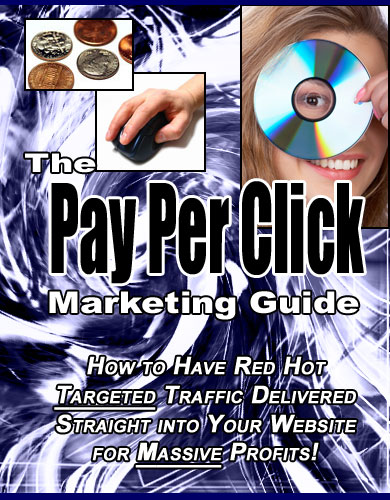 The
Pay Per Click
Marketing Guide
How to Have Red Hot
Targeted Traffic Delivered
Straight into Your Website
for Massive Profits!